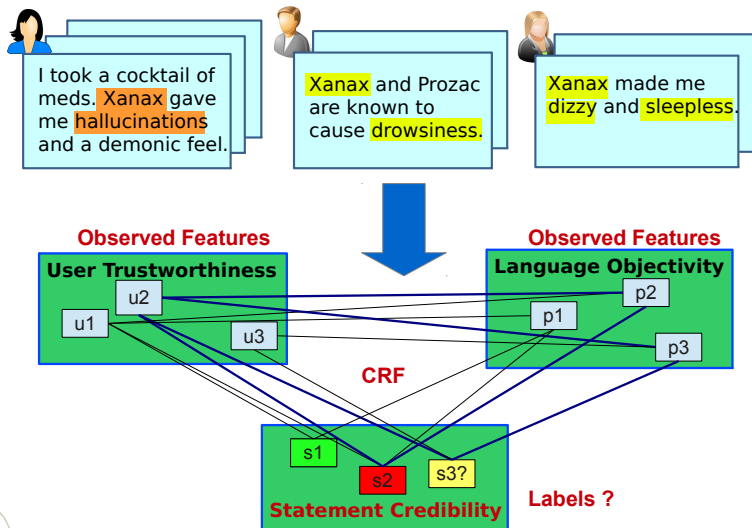 I took a cocktail of
meds. Xanax gave
me hallucinations
and a demonic feel.
Xanax and Prozac
are known to
cause drowsiness.
Xanax made me
dizzy and sleepless.
Observed Features
Observed Features
User Trustworthiness
Language Objectivity
u2
u1
u3
p2
p1
p3
CRF
s1
s2
s3?
Statement Credibility
Labels ?